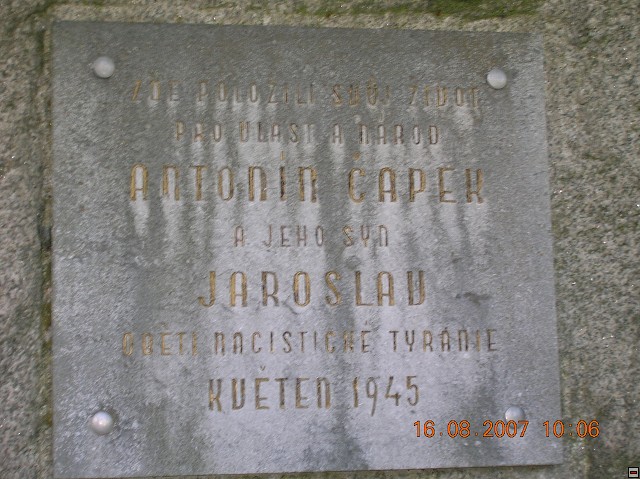 ZDE POLOŽILI SVŮJ ŽIVOT
PRO VLAST A NÁROD
ANTONÍN ČAPEK
A JEHO SYN
JAROSLAV
OBĚTI NACISTICKÉ TYRANIE
KVĚTEN 1945
16.08.2007 10:06